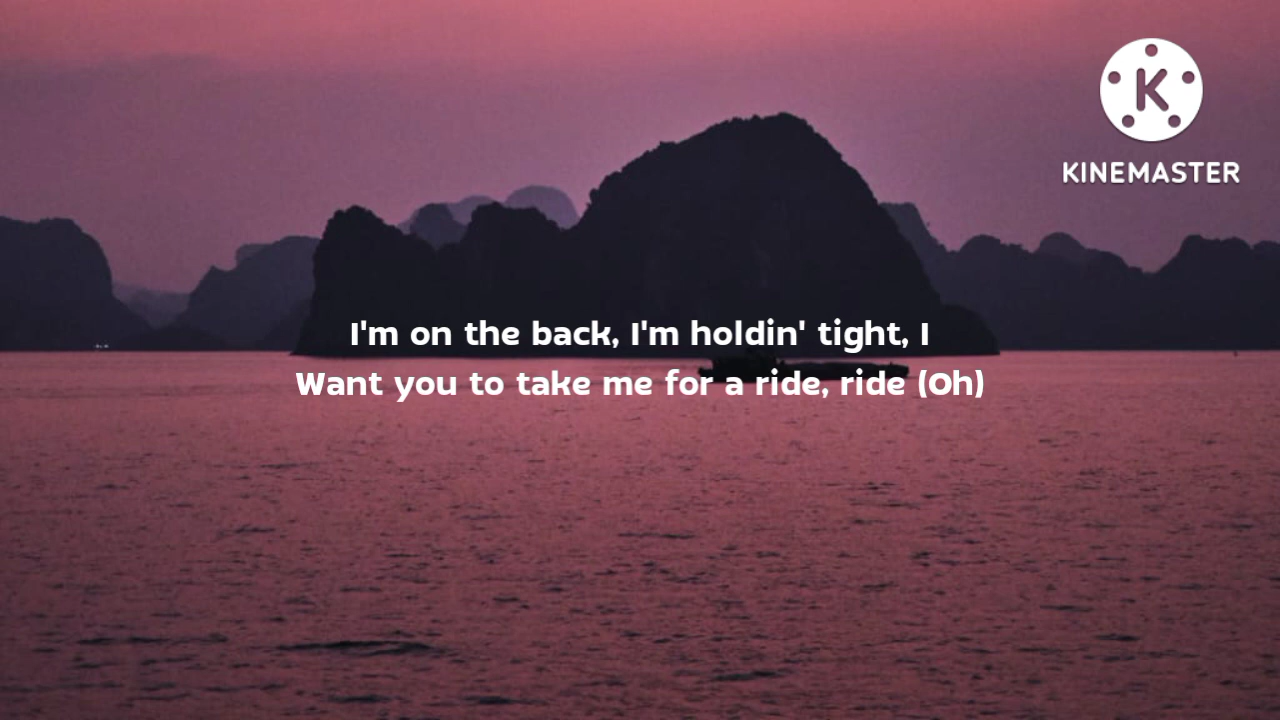 KINEMASTER
I'm on the back, I'm holdin' tight, I
Want you to take me for a ride, ride (Oh)